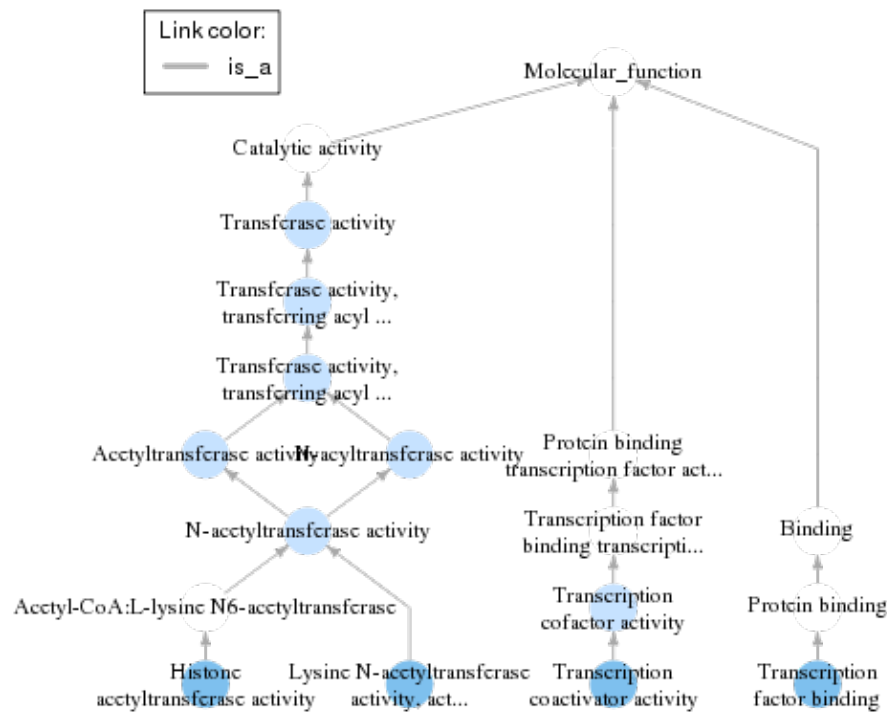 Link color:
is_a
Molecular_function
Catalytic activity
Transferase activity
Transferase activity,
transferring acyl ...
Transferase activity,
transferring acyl ...
Acetyltransferase activity
N-acyltransferase activity
Protein binding
transcription factor act...
N-acetyltransferase activity
Transcription factor
binding transcripti...
Binding
Acetyl-CoA:L-lysine N6-acetyltransferase
Transcription
cofactor activity
Protein binding
Histone
acetyltransferase activity
Lysine N-acetyltransferase
activity, act...
Transcription
coactivator activity
Transcription
factor binding